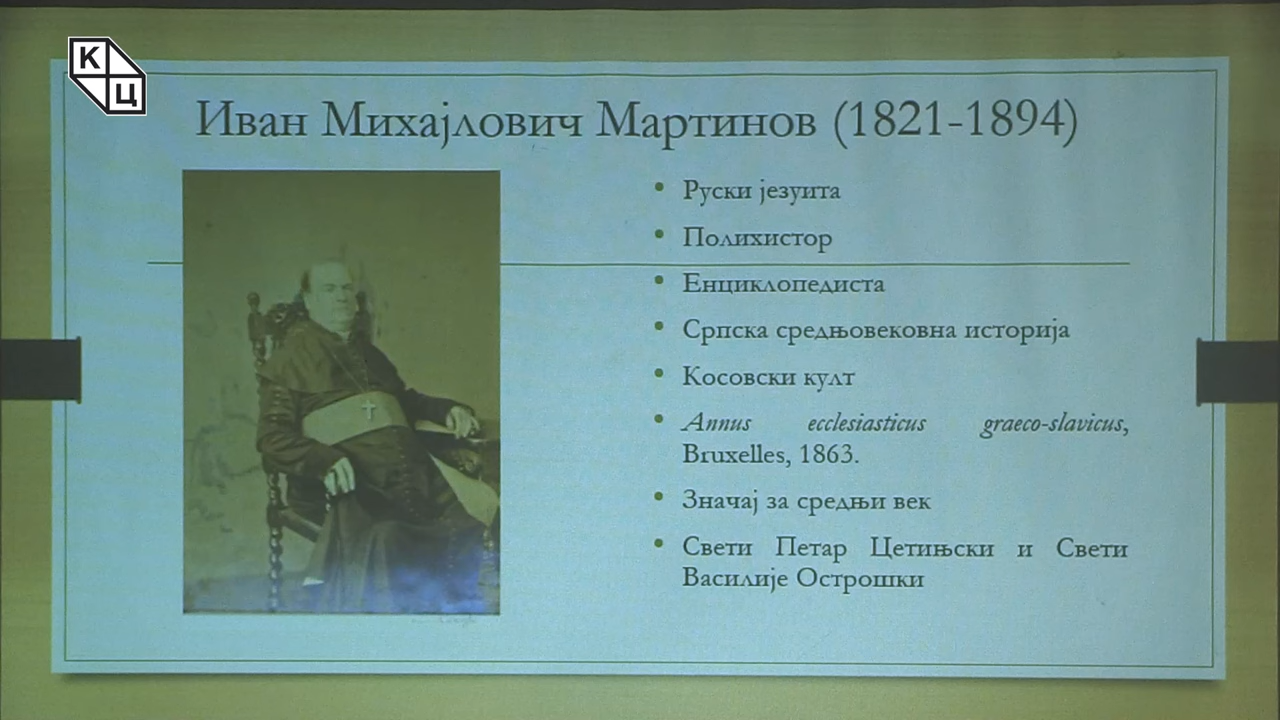 КЦ
Иван Михајловић Мартинов (1821-1894)
Руски језуита
Полихистор
Енциклопедиста
Српска средњовековна историја
Косовски култ
Annus ecclesiasticus graeco-slavicus,
Bruxelles, 1863.
Значај за средњи век
Свети Петар Цетињски и Свети
Василије Острошки